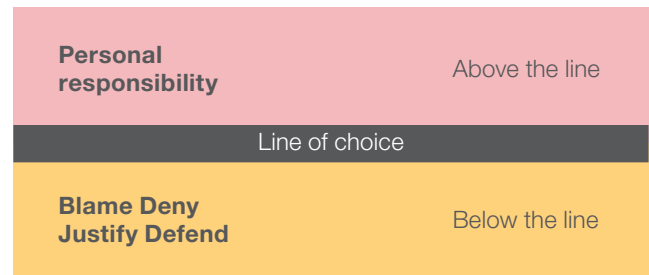 Personal
responsibility
Above the line
Line of choice
Blame Deny
Justify Defend
Below the line